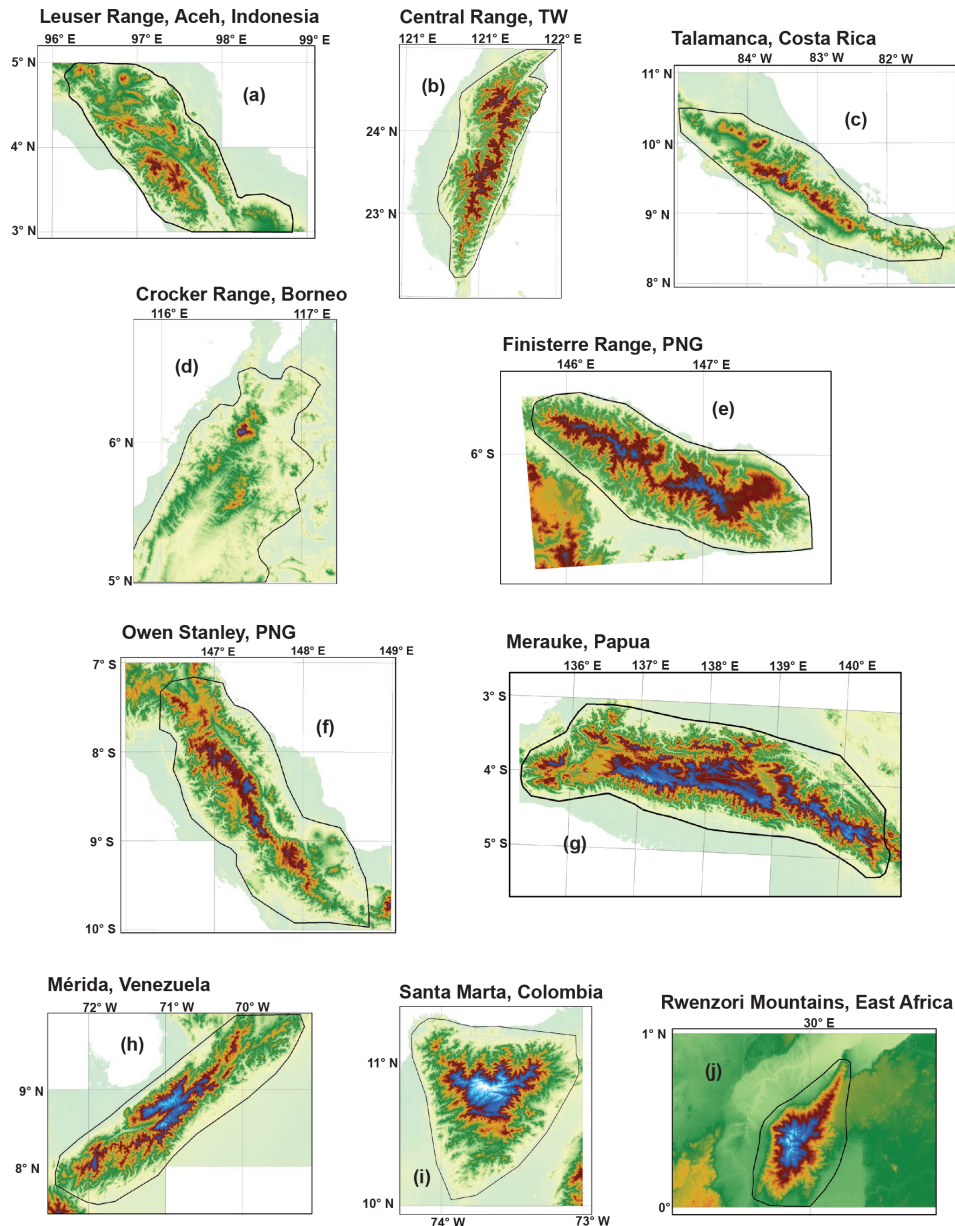 Leuser Range, Aceh, Indonesia
96° E 97° E 98° E 99° E
5° N
4° N
3° N
(a)
Central Range, TW
121° E 122° E
24° N
23° N
121° E 121° E
(b)
Talamanca, Costa Rica
84° W 83° W 82° W
11° N
10° N
9° N
8° N
(c)
Crocker Range, Borneo
116° E 117° E
6° N
5° N
(d)
Finisterre Range, PNG
146° E 147° E
6° S
(e)
Owen Stanley, PNG
147° E 148° E 149° E
7° S
8° S
9° S
10° S
(f)
Merauke, Papua
136° E 137° E 138° E 139° E 140° E
3° S
4° S
5° S
(g)
Mérida, Venezuela
72° W 71° W 70° W
9° N
8° N
(h)
Santa Marta, Colombia
11° N
10° N
74° W 73° W
(i)
Rwenzori Mountains, East Africa
30° E
1° N
0°
(j)